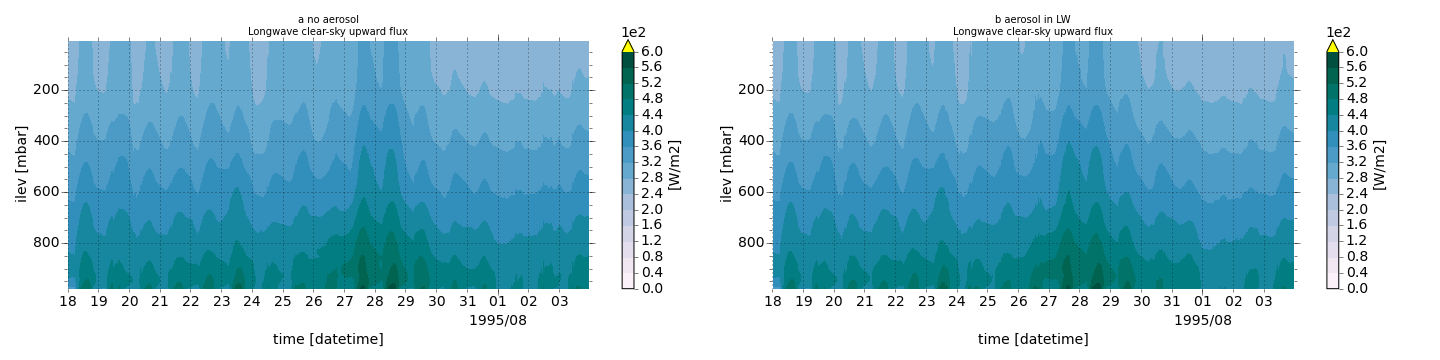 a no aerosol
Longwave clear-sky upward flux
1e2
6.0
5.6
4.8
4.4
4.0
3.6
3.2
2.8
2.4
2.0
1.6
1.2
0.8
0.4
0.0
[W/m2]
ilev [mbar]
200
400
600
800
18 19 20 21 22 23 24 25 26 27 28 29 30 31 01 02 03
1995/08
time [datetime]
b aerosol in LW
Longwave clear-sky upward flux
1e2
6.0
5.6
4.8
4.4
4.0
3.6
3.2
2.8
2.4
2.0
1.6
1.2
0.8
0.4
0.0
[W/m2]
ilev [mbar]
200
400
600
800
18 19 20 21 22 23 24 25 26 27 28 29 30 31 01 02 03
1995/08
time [datetime]